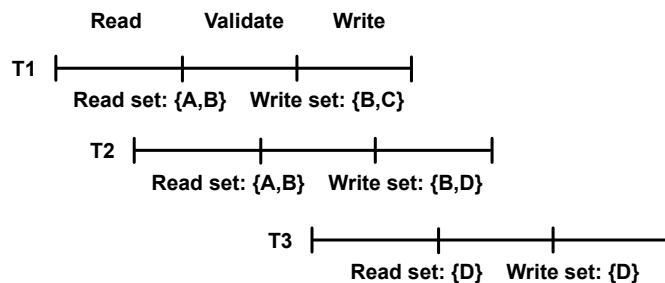 Read Validate Write
T1
Read set: {A,B} Write set: {B,C}
T2
Read set: {A,B} Write set: {B,D}
T3
Read set: {D} Write set: {D}